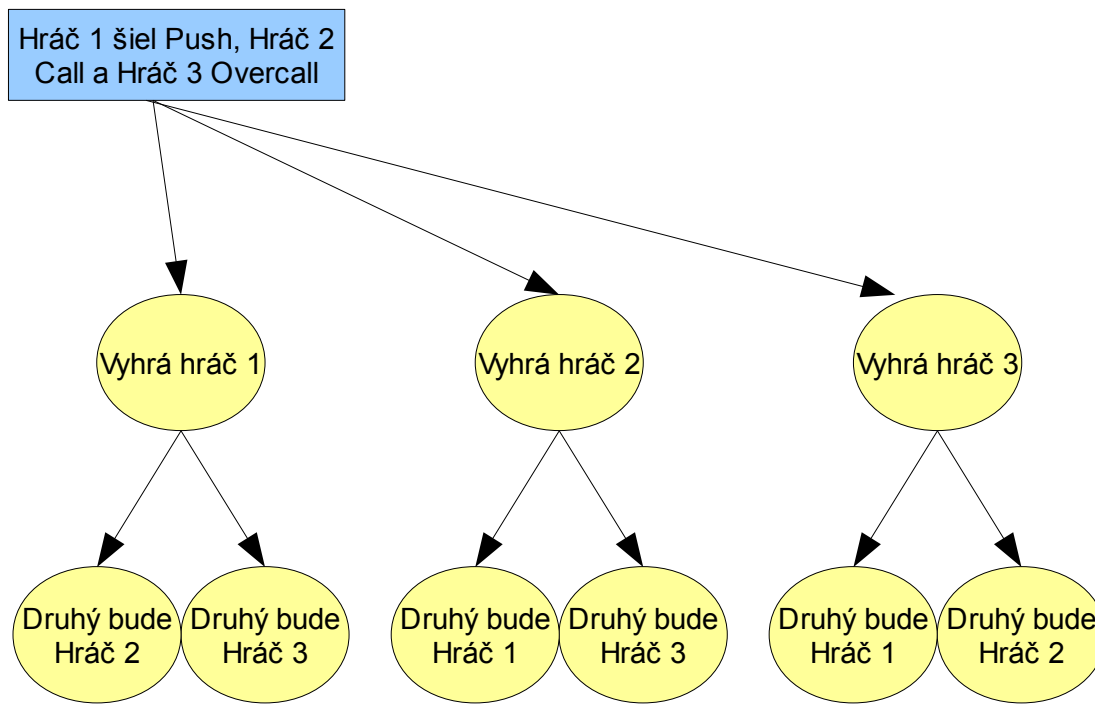 Hráč 1 šiel Push, Hráč 2
Call a Hráč 3 Overcall
Vyhrá hráč 1
Vyhrá hráč 2
Vyhrá hráč 3
Druhý bude
Hráč 2
Druhý bude
Hráč 3
Druhý bude
Hráč 1
Druhý bude
Hráč 3
Druhý bude
Hráč 1
Druhý bude
Hráč 2